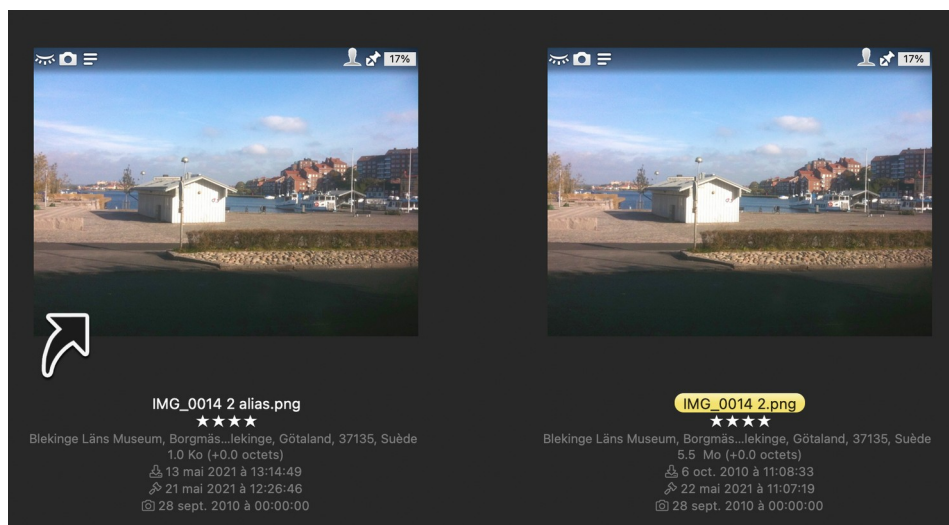 17%
17%
IMG_0014 2 alias.png
★★★★
Blekinge Läns Museum, Borgmäs...lekinge, Götaland, 37135, Suède
1.0 Ko (+0.0 octets)
13 mai 2021 à 13:14:49
21 mai 2021 à 12:26:46
28 sept. 2010 à 00:00:00
IMG_0014 2.png
★★★★
Blekinge Läns Museum, Borgmäs...lekinge, Götaland, 37135, Suède
5.5 Mo (+0.0 octets)
6 oct. 2010 à 11:08:33
22 mai 2021 à 11:07:19
28 sept. 2010 à 00:00:00